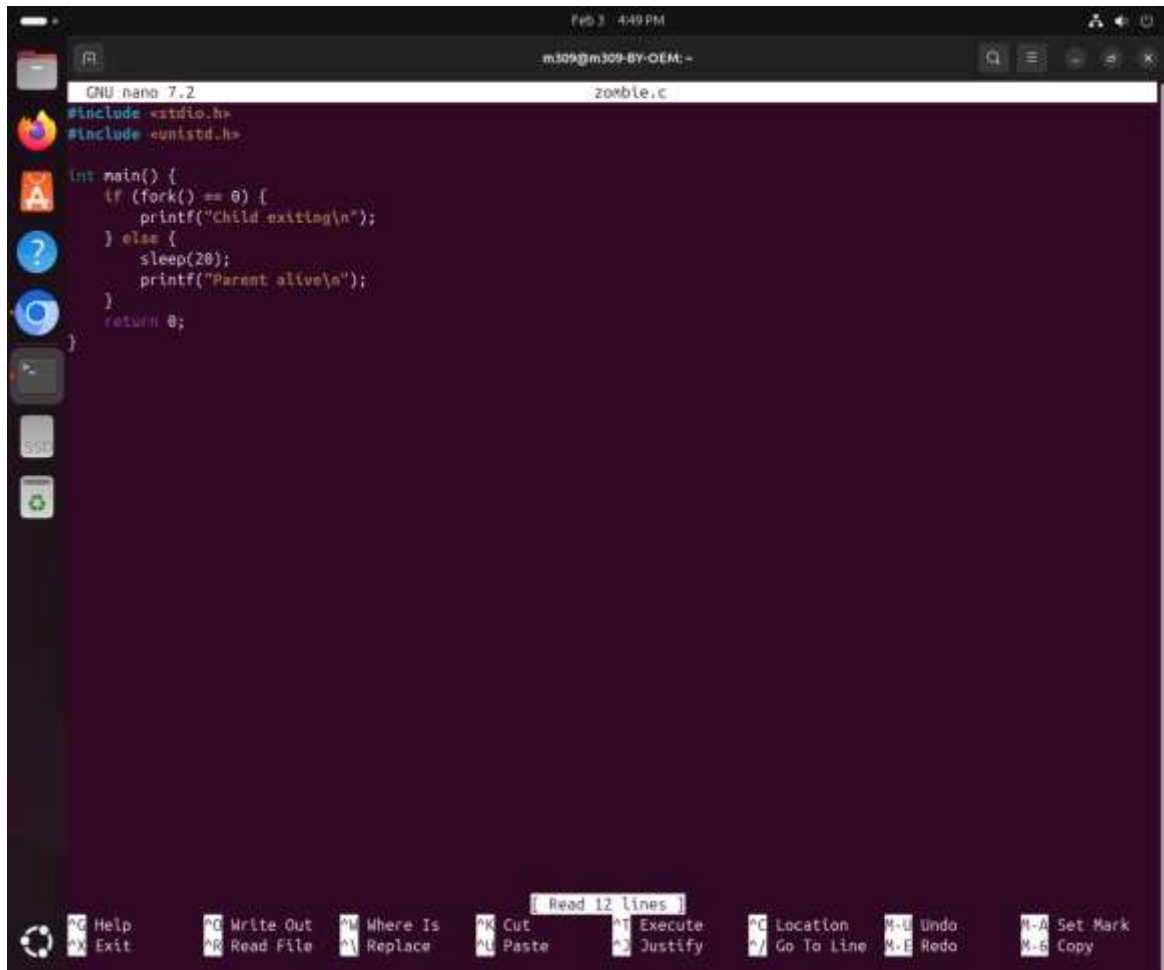 Feb 3 4:49 PM
m309@m309-BY-OEM: ~
GNU nano 7.2 zombie.c
#include <stdio.h>
#include <unistd.h>
int main() {
if (fork() == 0) {
printf("Child exiting\n");
} else {
sleep(20);
printf("Parent alive\n");
}
return 0;
}
SSD
[ Read 12 lines ]
^G Help ^O Write Out ^W Where Is ^K Cut ^T Execute ^C Location M-U Undo M-A Set Mark
^X Exit ^R Read File ^\ Replace ^U Paste ^J Justify ^/ Go To Line M-E Redo M-6 Copy